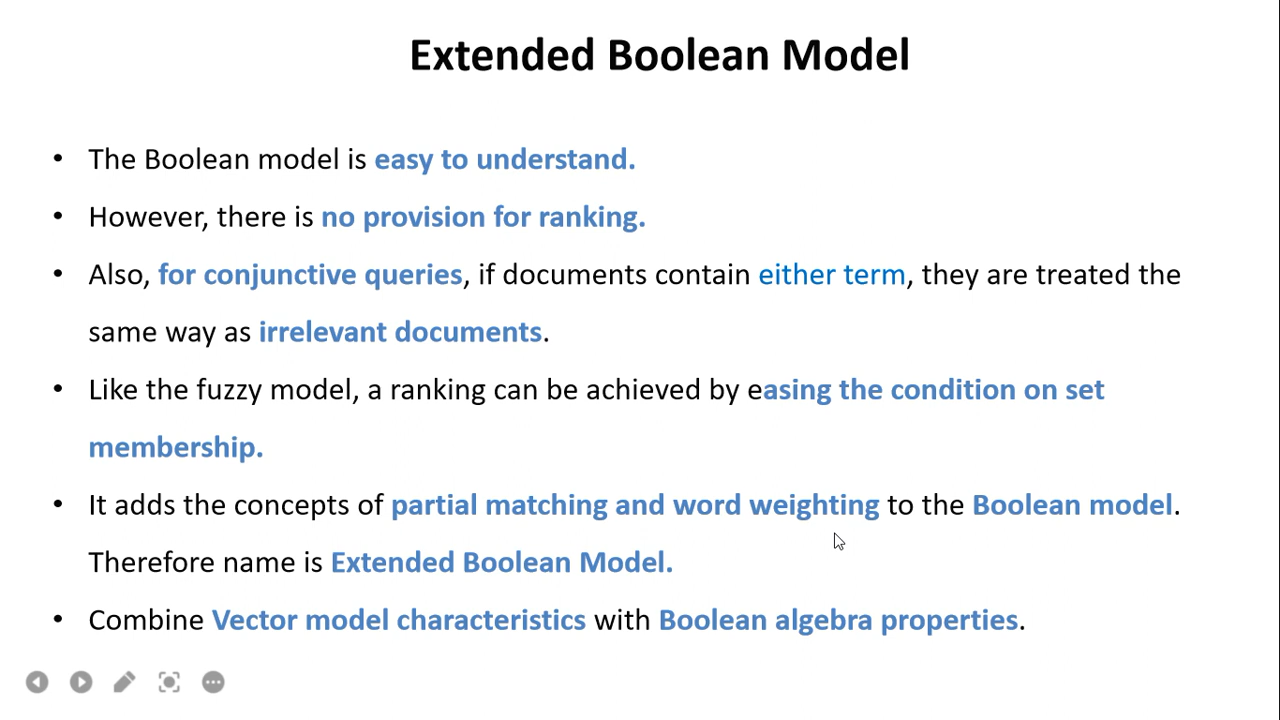 Extended Boolean Model
• The Boolean model is easy to understand.
• However, there is no provision for ranking.
• Also, for conjunctive queries, if documents contain either term, they are treated the
same way as irrelevant documents.
• Like the fuzzy model, a ranking can be achieved by easing the condition on set
membership.
• It adds the concepts of partial matching and word weighting to the Boolean model.
Therefore name is Extended Boolean Model.
• Combine Vector model characteristics with Boolean algebra properties.